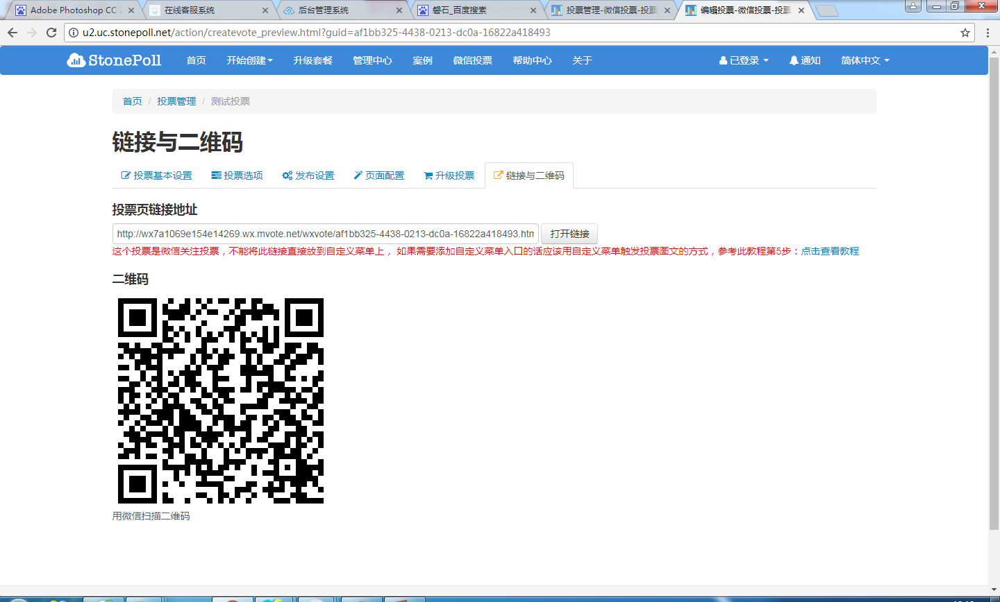 Adobe Photoshop CC 2
在线客服系统
后台管理系统
磐石_百度搜索
投票管理-微信投票-投票
编辑投票-微信投票-投票
u2.uc.stonepoll.net/action/createvote_preview.html?guid=af1bb325-4438-0213-dc0a-16822a418493
StonePoll
首页
开始创建
升级套餐
管理中心
案例
微信投票
帮助中心
关于
已登录
通知
简体中文
首页 / 投票管理 / 测试投票
链接与二维码
投票基本设置
投票选项
发布设置
页面配置
升级投票
链接与二维码
投票页链接地址
http://wx7a1069e154e14269.wx.mvote.net/wxvote/af1bb325-4438-0213-dc0a-16822a418493.htm
打开链接
这个投票是微信关注投票，不能将此链接直接放到自定义菜单上， 如果需要添加自定义菜单入口的话应该用自定义菜单触发投票图文的方式，参考此教程第5步：点击查看教程
二维码
用微信扫描二维码